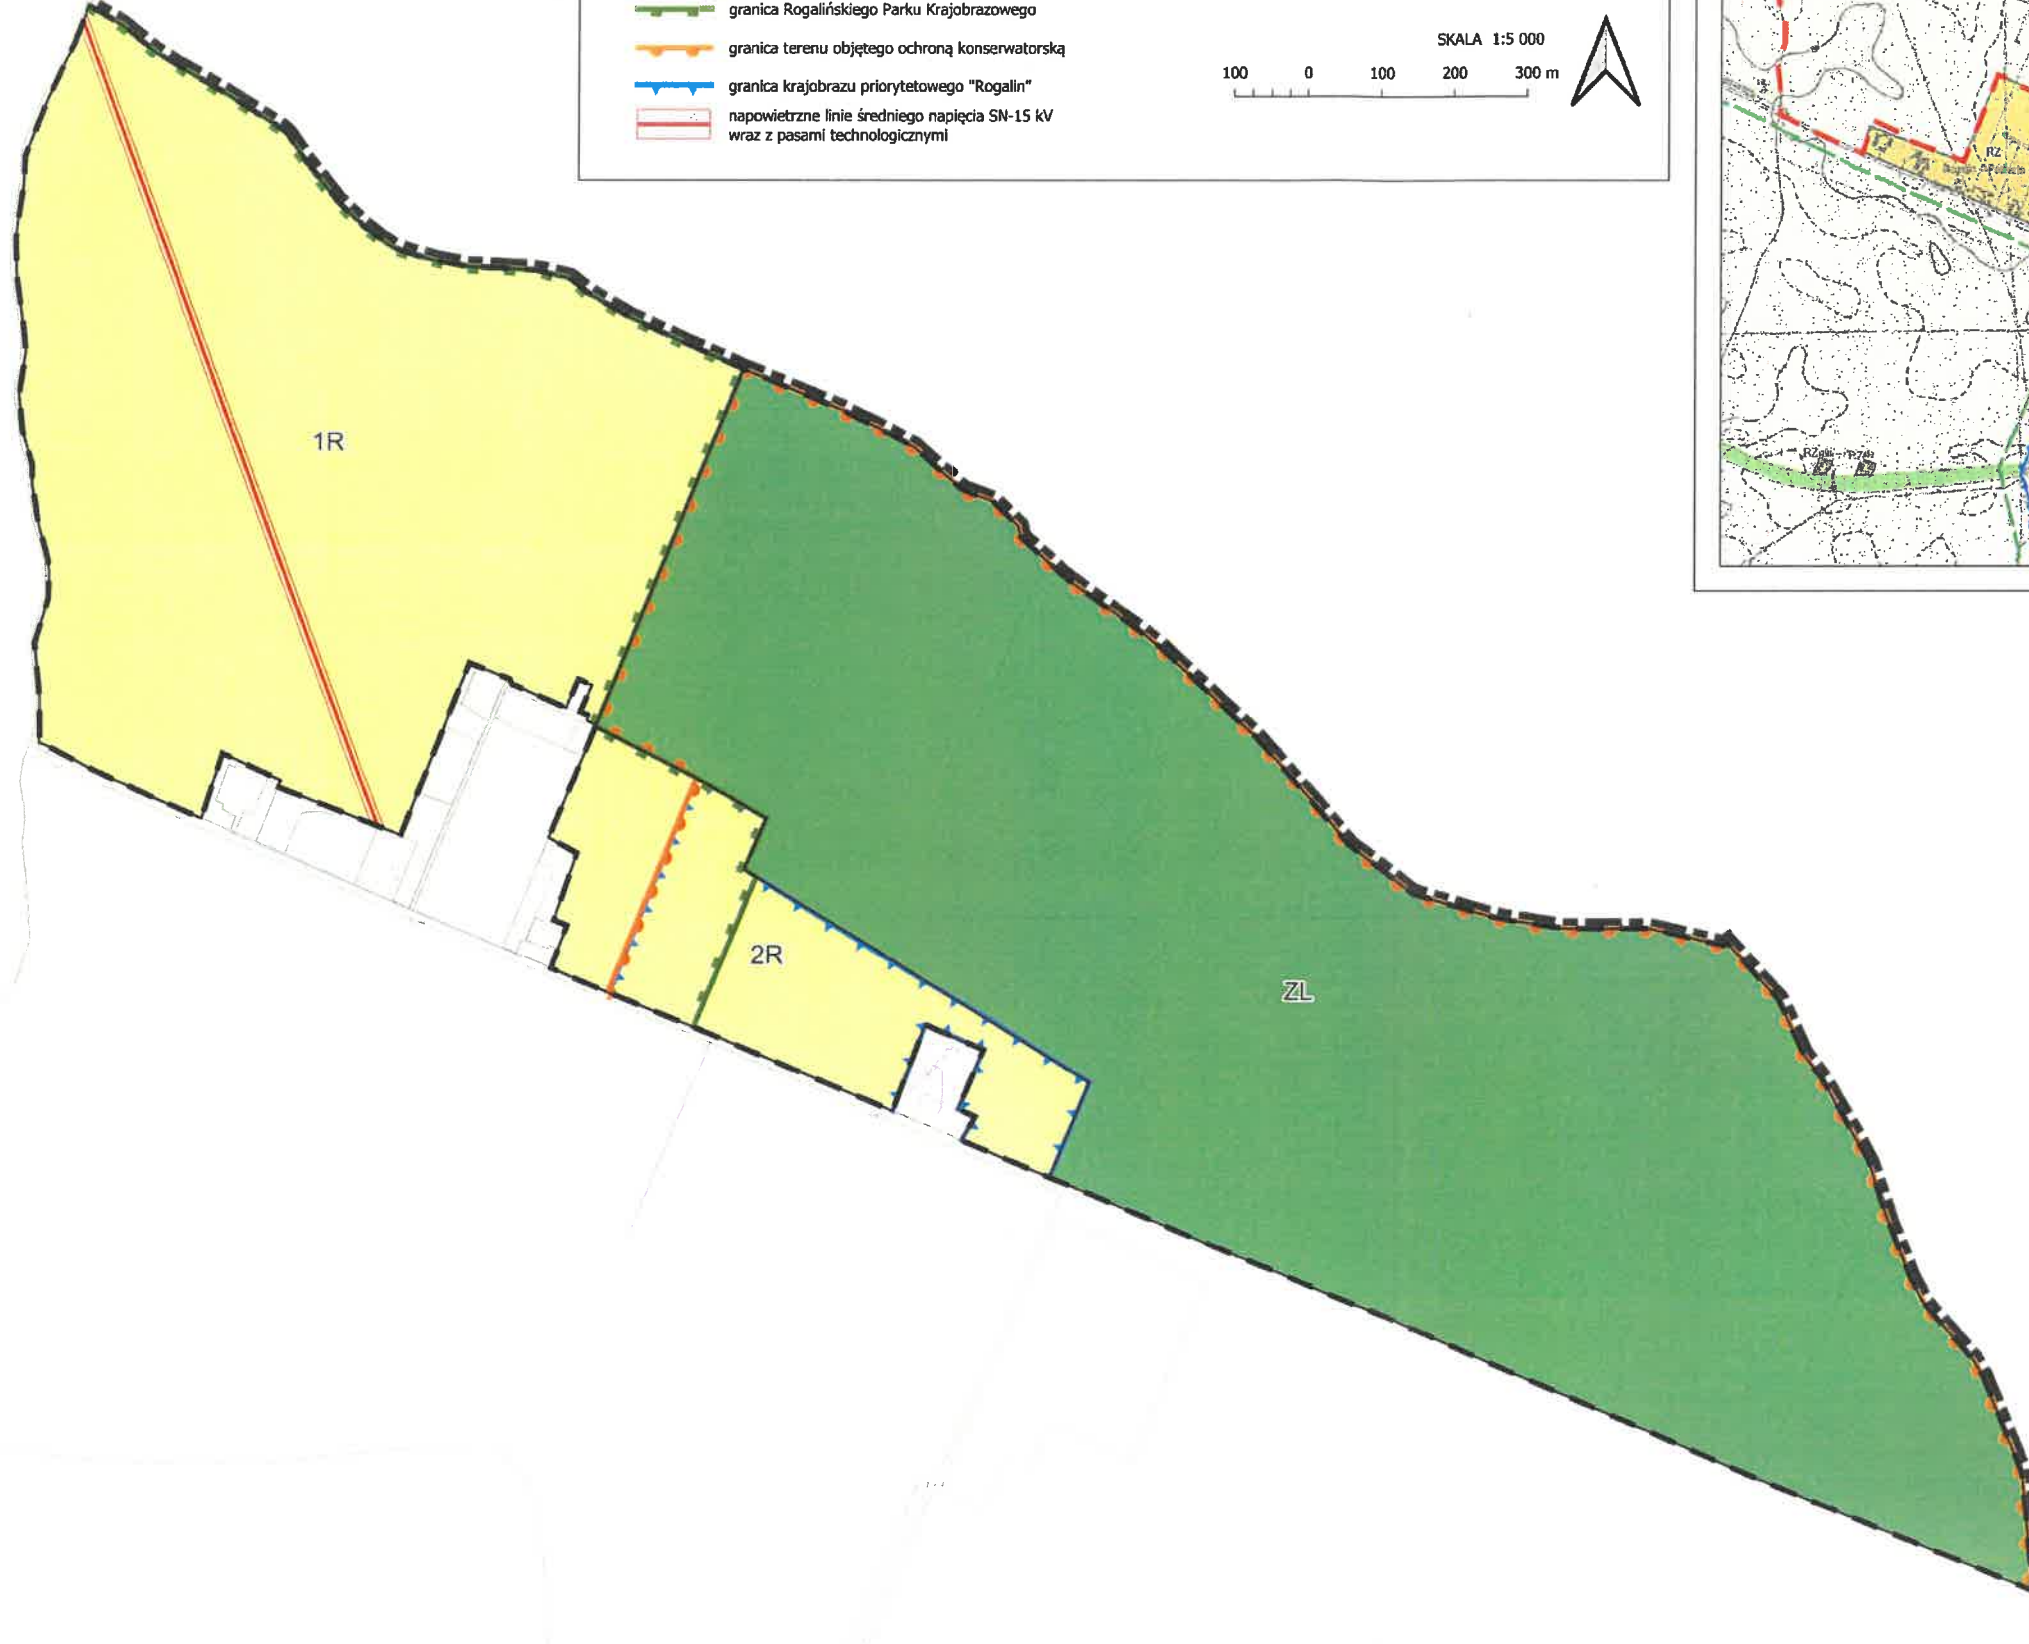 granica Rogalińskiego Parku Krajobrazowego
granica terenu objętego ochroną konserwatorską
granica krajobrazu priorytetowego "Rogalin"
napowietrzne linie średniego napięcia SN-15 kV
wraz z pasami technologicznymi
SKALA 1:5 000
100 0 100 200 300 m
RZ
1R
2R
ZL